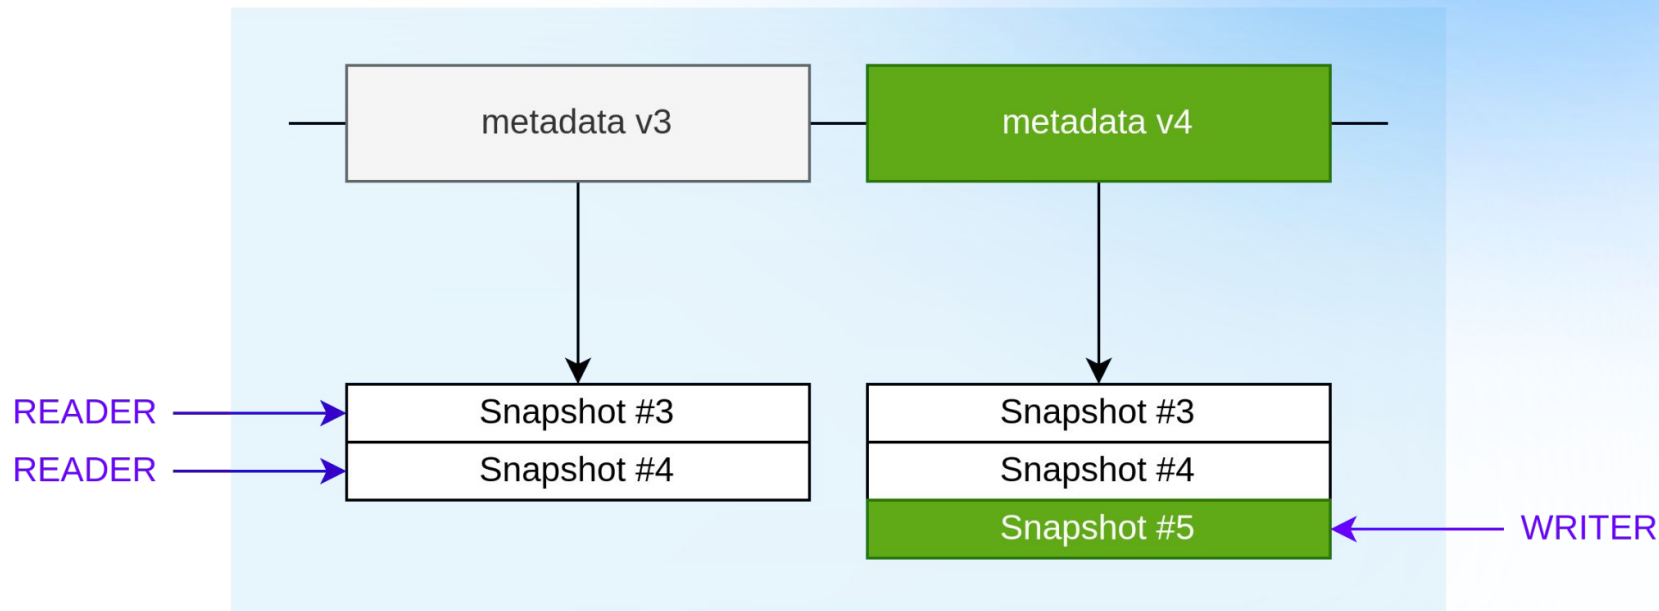 metadata v3
metadata v4
READER
Snapshot #3
Snapshot #3
READER
Snapshot #4
Snapshot #4
Snapshot #5
WRITER